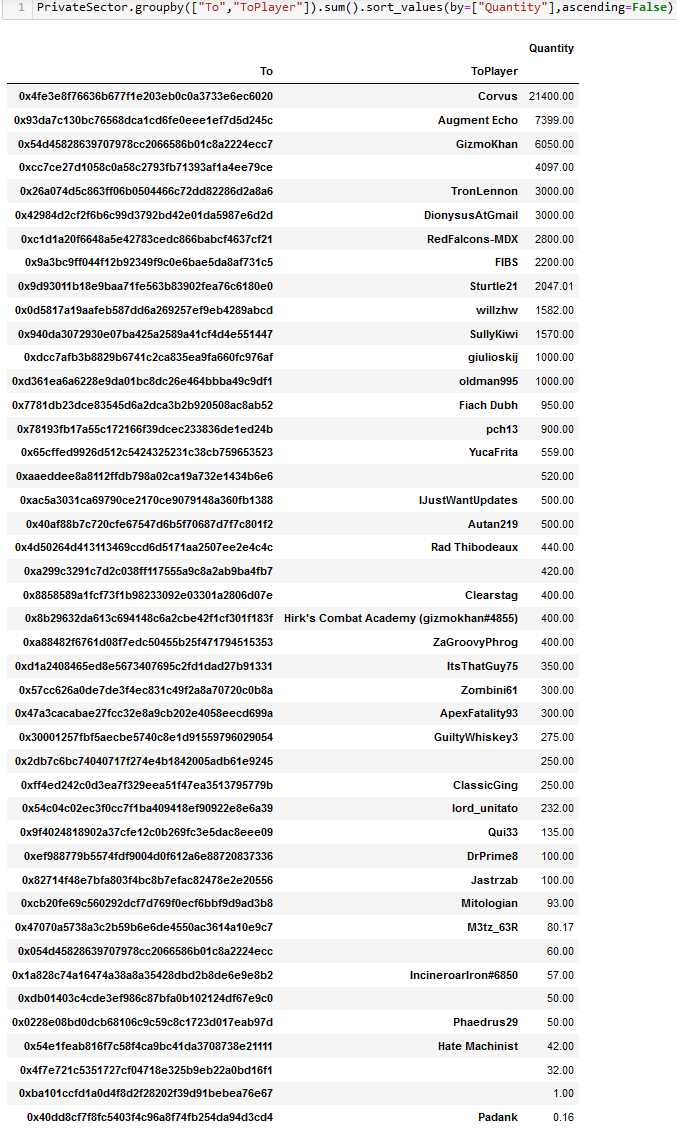 1 PrivateSector.groupby(["To","ToPlayer"]).sum().sort_values(by=["Quantity"],ascending=False)
Quantity
To ToPlayer
0x4fe3e8f76636b677f1e203eb0c0a3733e6ec6020 Corvus 21400.00
0x93da7c130bc76568dca1cd6fe0eee1ef7d5d245c Augment Echo 7399.00
0x54d45828639707978cc2066586b01c8a2224ecc7 GizmoKhan 6050.00
0xcc7ce27d1058c0a58c2793fb71393af1a4ee79ce 4097.00
0x26a074d5c863ff06b0504466c72dd82286d2a8a6 TronLennon 3000.00
0x42984d2cf2f6b6c99d3792bd42e01da5987e6d2d DionysusAtGmail 3000.00
0xc1d1a20f6648a5e42783cedc866babcf4637cf21 RedFalcons-MDX 2800.00
0x9a3bc9ff044f12b92349f9c0e6bae5da8af731c5 FIBS 2200.00
0x9d93011b18e9baa71fe563b83902fea76c6180e0 Sturtle21 2047.01
0x0d5817a19aafeb587dd6a269257ef9eb4289abcd willzhw 1582.00
0x940da3072930e07ba425a2589a41cf4d4e551447 SullyKiwi 1570.00
0xdcc7afb3b8829b6741c2ca835ea9fa660fc976af giulioskij 1000.00
0xd361ea6a6228e9da01bc8dc26e464bbba49c9df1 oldman995 1000.00
0x7781db23dce83545d6a2dca3b2b920508ac8ab52 Fiach Dubh 950.00
0x78193fb17a55c172166f39dcec233836de1ed24b pch13 900.00
0x65cffed9926d512c5424325231c38cb759653523 YucaFrita 559.00
0xaaeddee8a8112ffdb798a02ca19a732e1434b6e6 520.00
0xac5a3031ca69790ce2170ce9079148a360fb1388 IJustWantUpdates 500.00
0x40af88b7c720cfe67547d6b5f70687d7f7c801f2 Autan219 500.00
0x4d50264d413113469ccd6d5171aa2507ee2e4c4c Rad Thibodeaux 440.00
0xa299c3291c7d2c038ff117555a9c8a2ab9ba4fb7 420.00
0x8858589a1fcf73f1b98233092e03301a2806d07e Clearstag 400.00
0x8b29632da613c694148c6a2cbe42f1cf301f183f Hirk's Combat Academy (gizmokhan#4855) 400.00
0xa88482f6761d08f7edc50455b25f471794515353 ZaGroovyPhrog 400.00
0xd1a2408465ed8e5673407695c2fd1dad27b91331 ItsThatGuy75 350.00
0x57cc626a0de7de3f4ec831c49f2a8a70720c0b8a Zombini61 300.00
0x47a3cacabae27fcc32e8a9cb202e4058eecd699a ApexFatality93 300.00
0x30001257fbf5aecbe5740c8e1d91559796029054 GuiltyWhiskey3 275.00
0x2db7c6bc74040717f274e4b1842005adb61e9245 250.00
0xff4ed242c0d3ea7f329eea51f47ea3513795779b ClassicGing 250.00
0x54c04c02ec3f0cc7f1ba409418ef90922e8e6a39 lord_unitato 232.00
0x9f4024818902a37cfe12c0b269fc3e5dac8eee09 Qui33 135.00
0xef988779b5574fdf9004d0f612a6e88720837336 DrPrime8 100.00
0x82714f48e7bfa803f4bc8b7efac82478e2e20556 Jastrzab 100.00
0xcb20fe69c560292dcf7d769f0ecf6bbf9d9ad3b8 Mitologian 93.00
0x47070a5738a3c2b59b6e6de4550ac3614a10e9c7 M3tz_63R 80.17
0x054d45828639707978cc2066586b01c8a2224ecc 60.00
0x1a828c74a16474a38a8a35428dbd2b8de6e9e8b2 IncineroarIron#6850 57.00
0xdb01403c4cde3ef986c87bfa0b102124df67e9c0 50.00
0x0228e08bd0dcb68106c9c59c8c1723d017eab97d Phaedrus29 50.00
0x54e1feab816f7c58f4ca9bc41da3708738e21111 Hate Machinist 42.00
0x4f7e721c5351727cf04718e325b9eb22a0bd16f1 32.00
0xba101ccfd1a0d4f8d2f28202f39d91bebea76e67 1.00
0x40dd8cf7f8fc5403f4c96a8f74fb254da94d3cd4 Padank 0.16